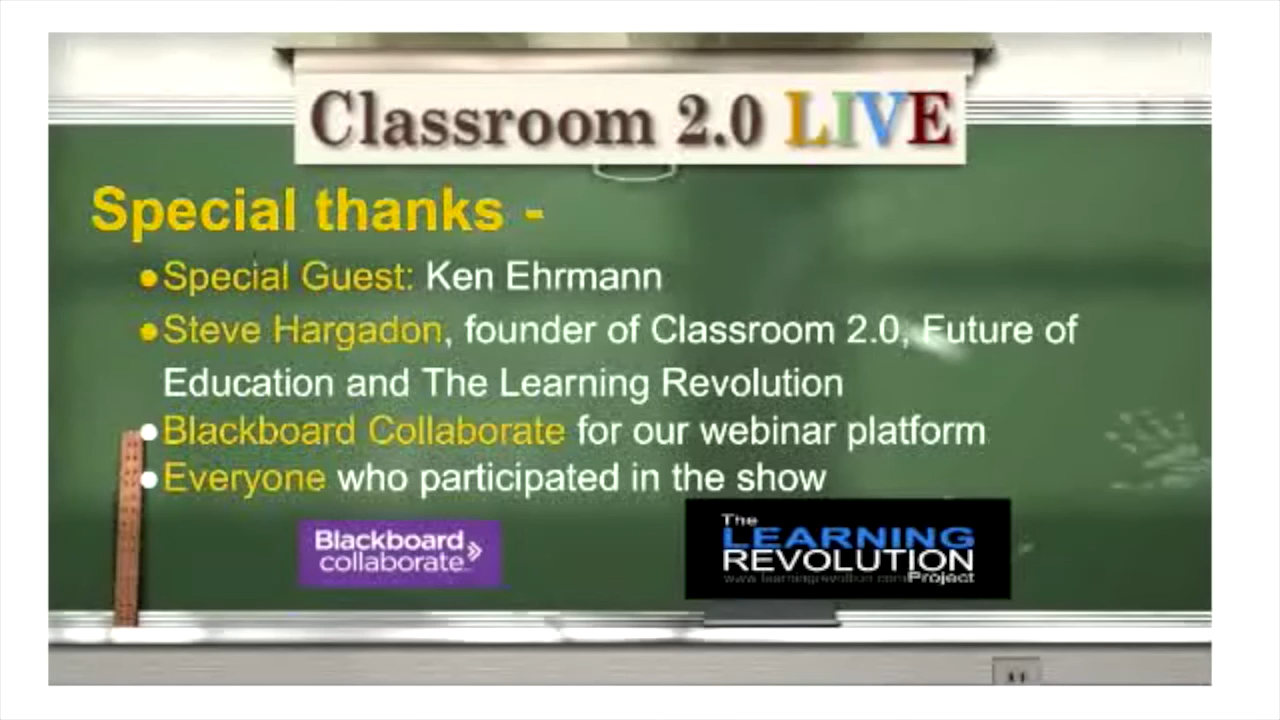 Classroom 2.0 LIVE
Special thanks -
●Special Guest: Ken Ehrmann
●Steve Hargadon, founder of Classroom 2.0, Future of
Education and The Learning Revolution
●Blackboard Collaborate for our webinar platform
●Everyone who participated in the show
Blackboard
collaborate
The
LEARNING
REVOLUTION
Project